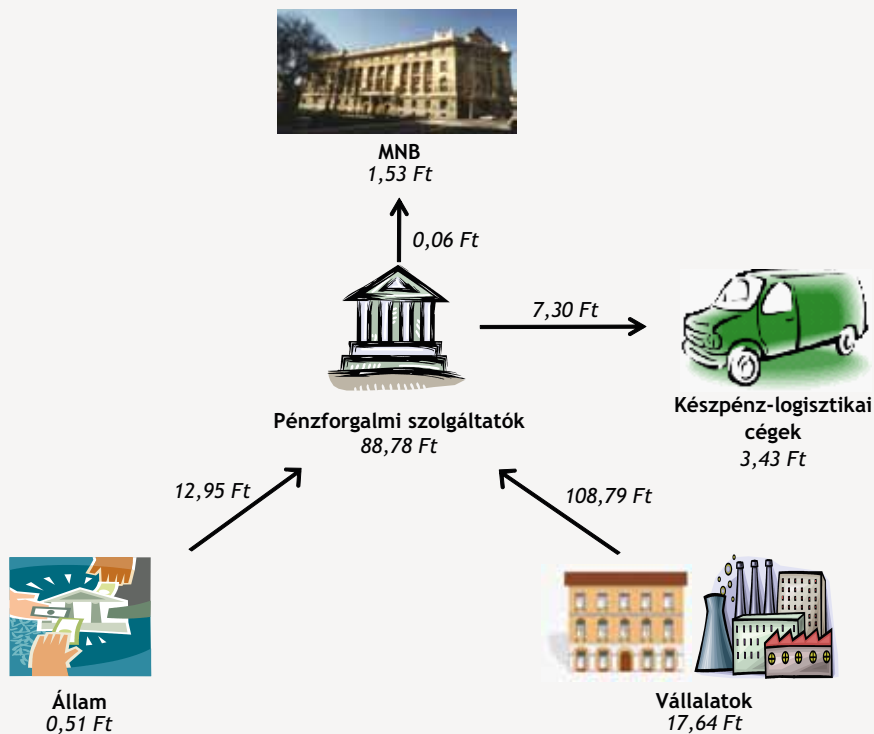 MNB
1,53 Ft
0,06 Ft
7,30 Ft
Készpénz-logisztikai
cégek
3,43 Ft
Pénzforgalmi szolgáltatók
88,78 Ft
12,95 Ft
108,79 Ft
Állam
0,51 Ft
Vállalatok
17,64 Ft